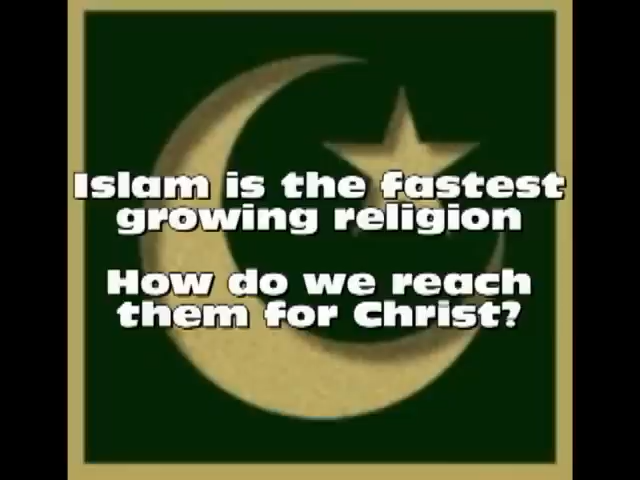 Islam is the fastest
growing religion
How do we reach
them for Christ?